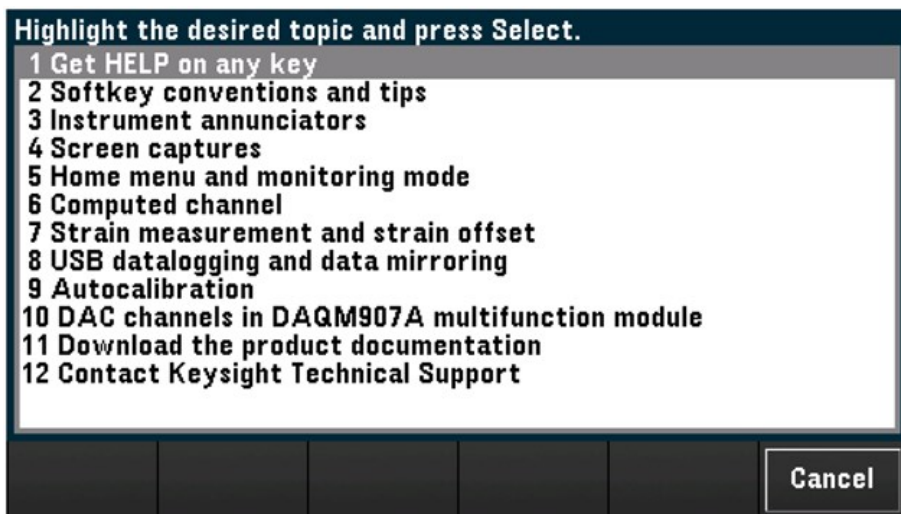 Highlight the desired topic and press Select.
1 Get HELP on any key
2 Softkey conventions and tips
3 Instrument annunciators
4 Screen captures
5 Home menu and monitoring mode
6 Computed channel
7 Strain measurement and strain offset
8 USB datalogging and data mirroring
9 Autocalibration
10 DAC channels in DAQM907A multifunction module
11 Download the product documentation
12 Contact Keysight Technical Support
Cancel